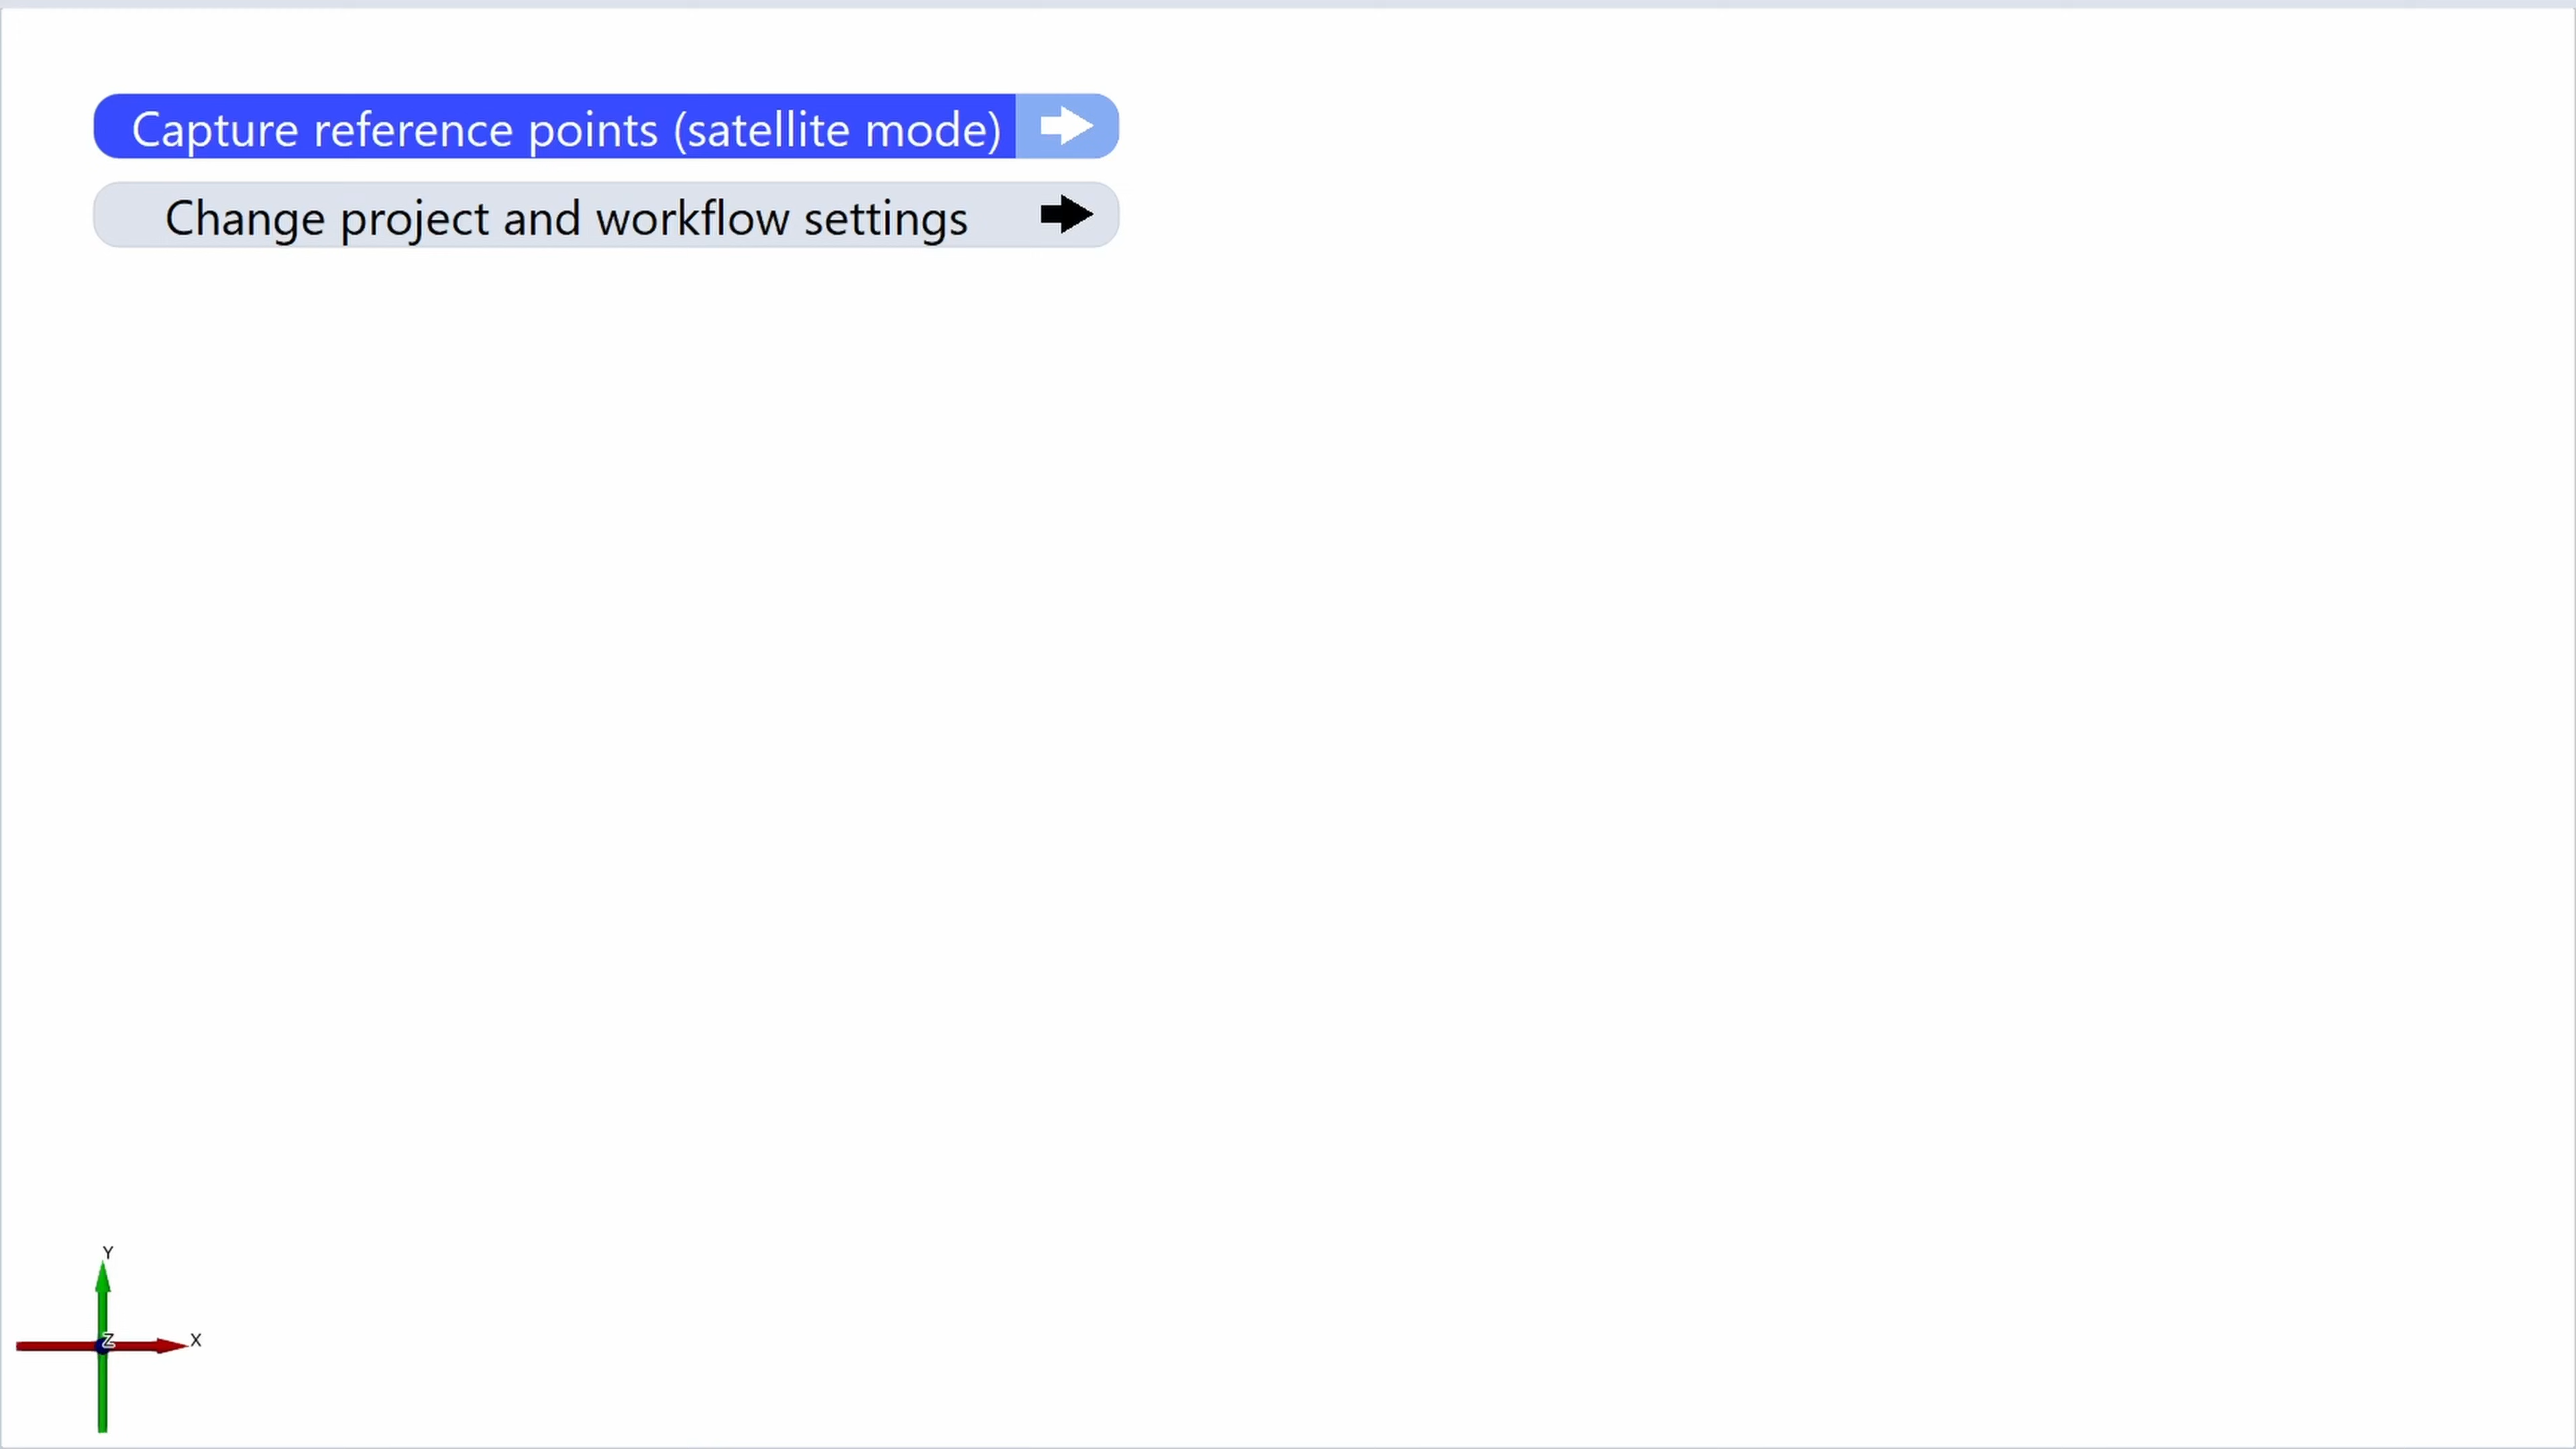 Capture reference points (satellite mode)
Change project and workflow settings
Y
Z
X